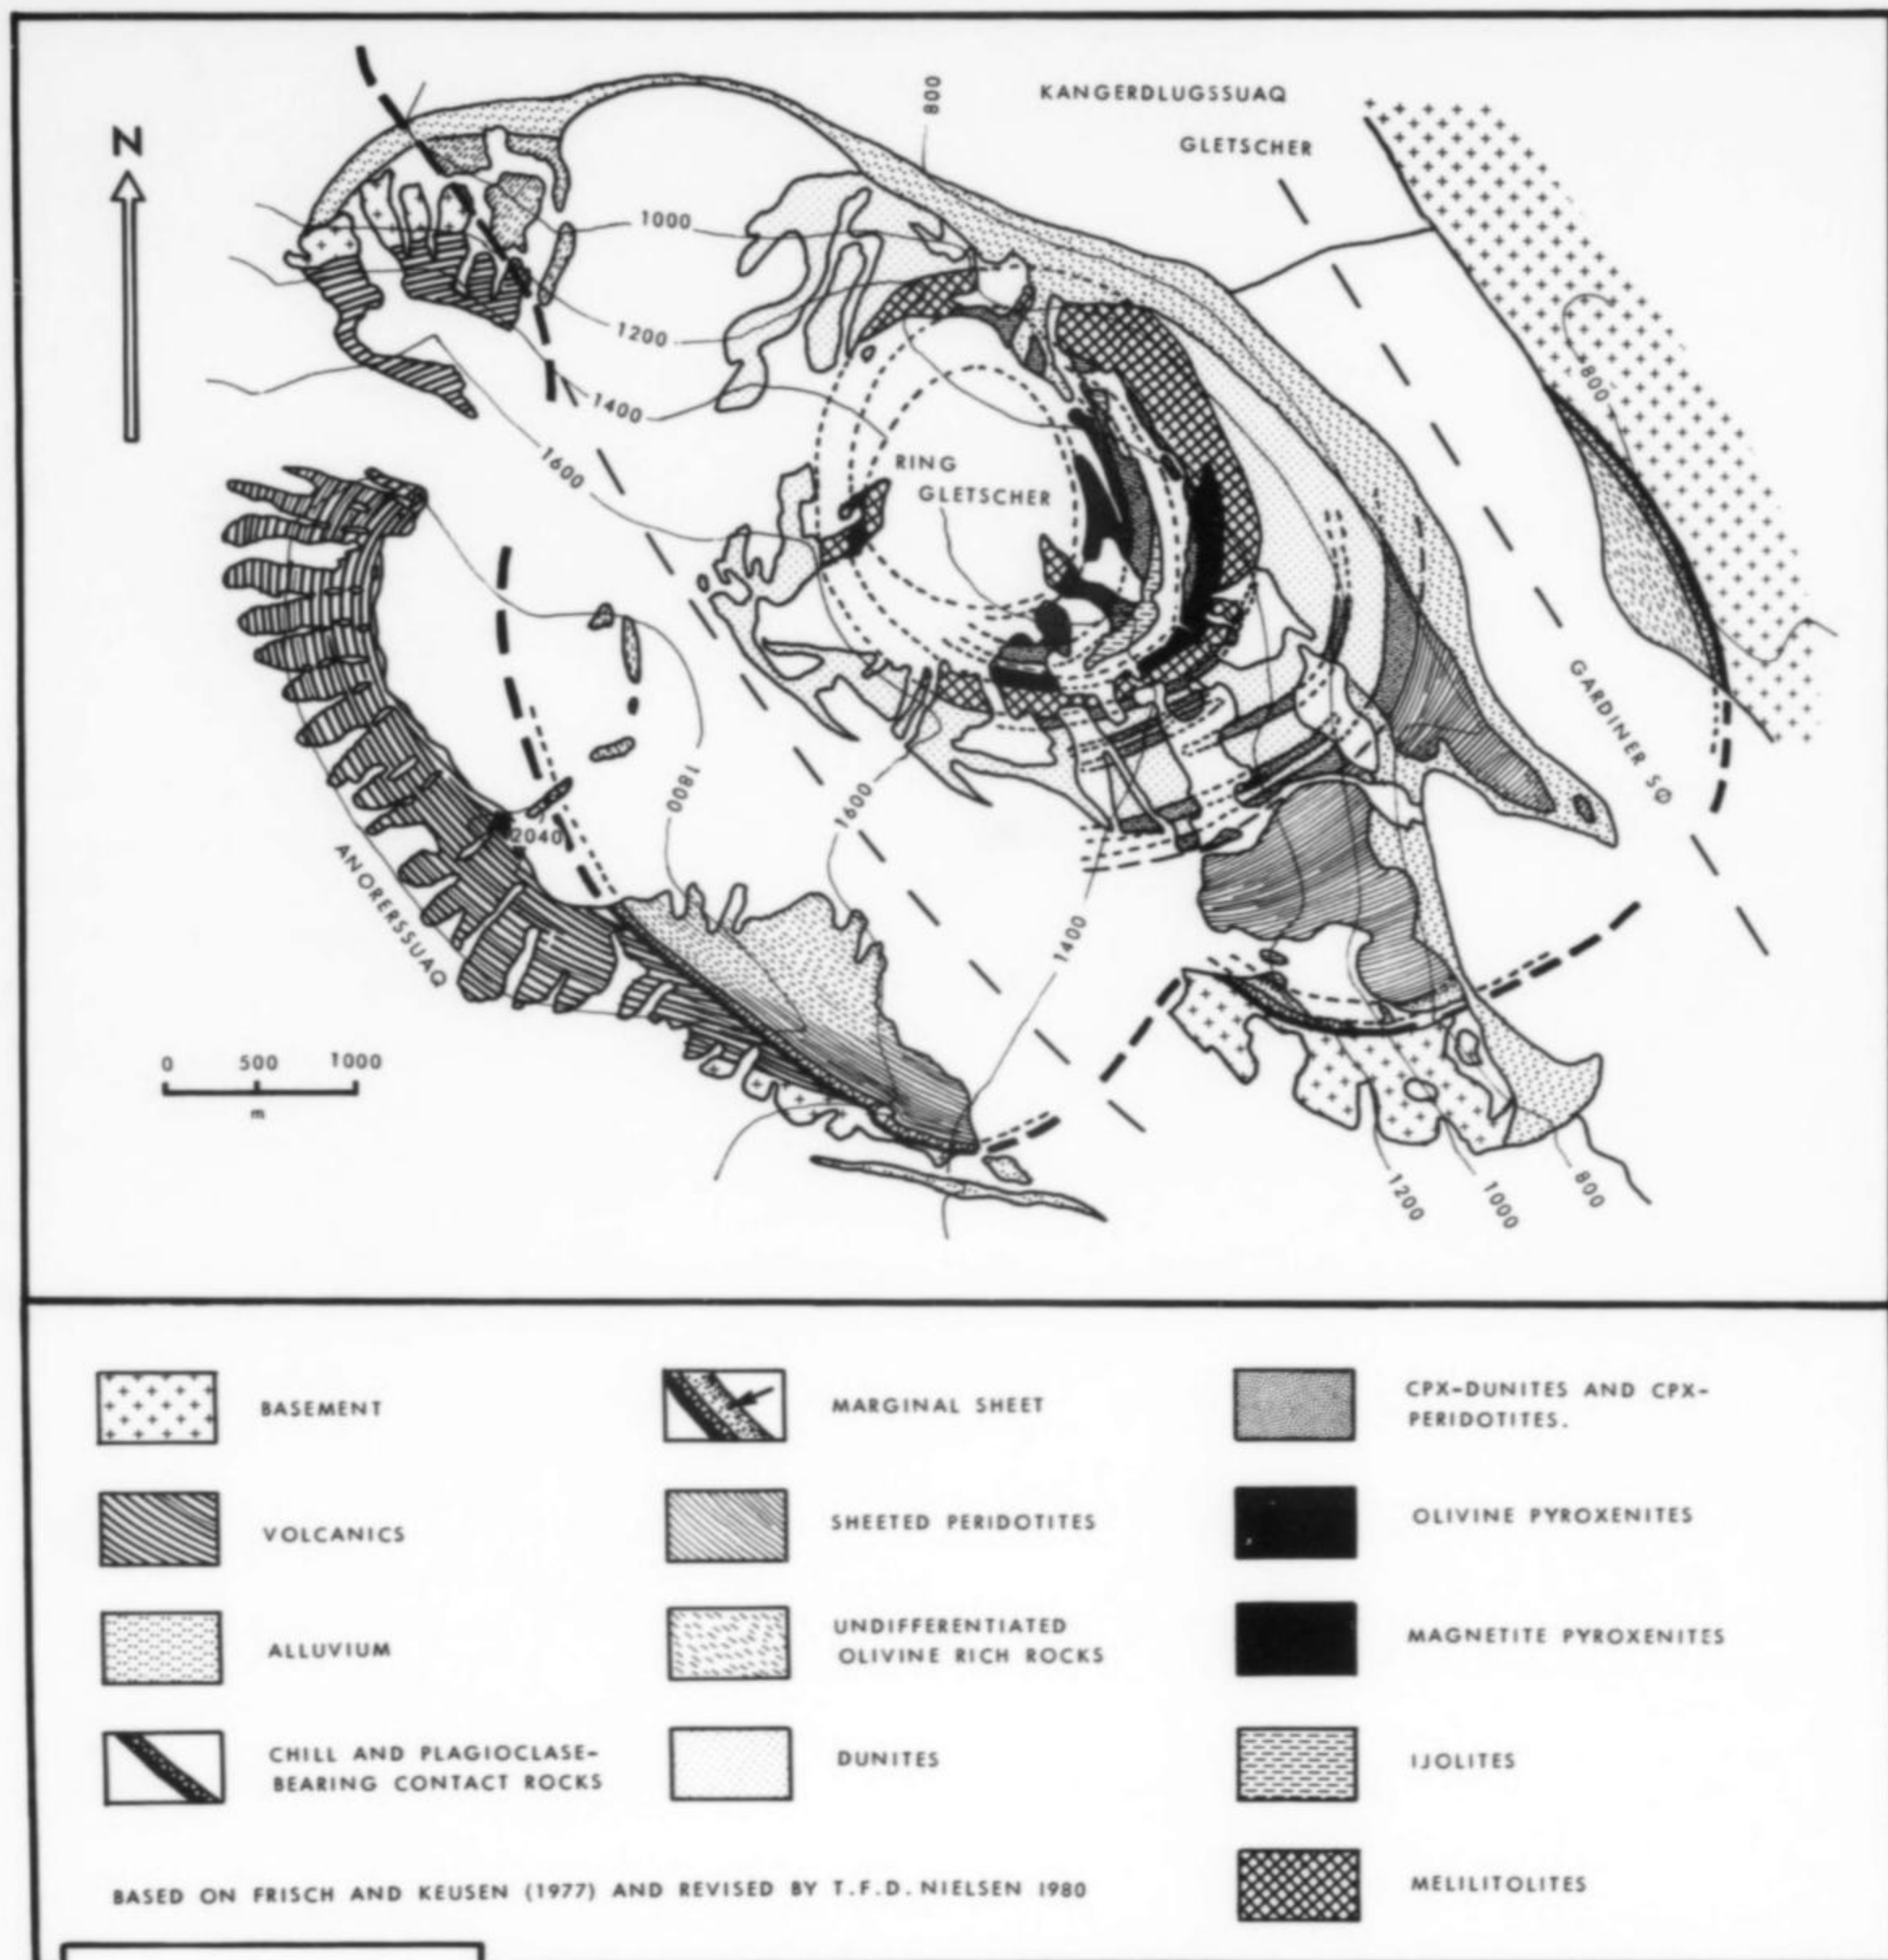 KANGERDLUGSSUAQ
GLETSCHER
N
800
1000
1200
1400
1600
800
RING
GLETSCHER
GARDINER SØ
1800
1600
2040
ANORERSSUAQ
1400
0 500 1000
m
1200
1000
800
BASEMENT
MARGINAL SHEET
CPX-DUNITES AND CPX-
PERIDOTITES.
VOLCANICS
SHEETED PERIDOTITES
OLIVINE PYROXENITES
ALLUVIUM
UNDIFFERENTIATED
OLIVINE RICH ROCKS
MAGNETITE PYROXENITES
CHILL AND PLAGIOCLASE-
BEARING CONTACT ROCKS
DUNITES
IJOLITES
MELILITOLITES
BASED ON FRISCH AND KEUSEN (1977) AND REVISED BY T.F.D. NIELSEN 1980